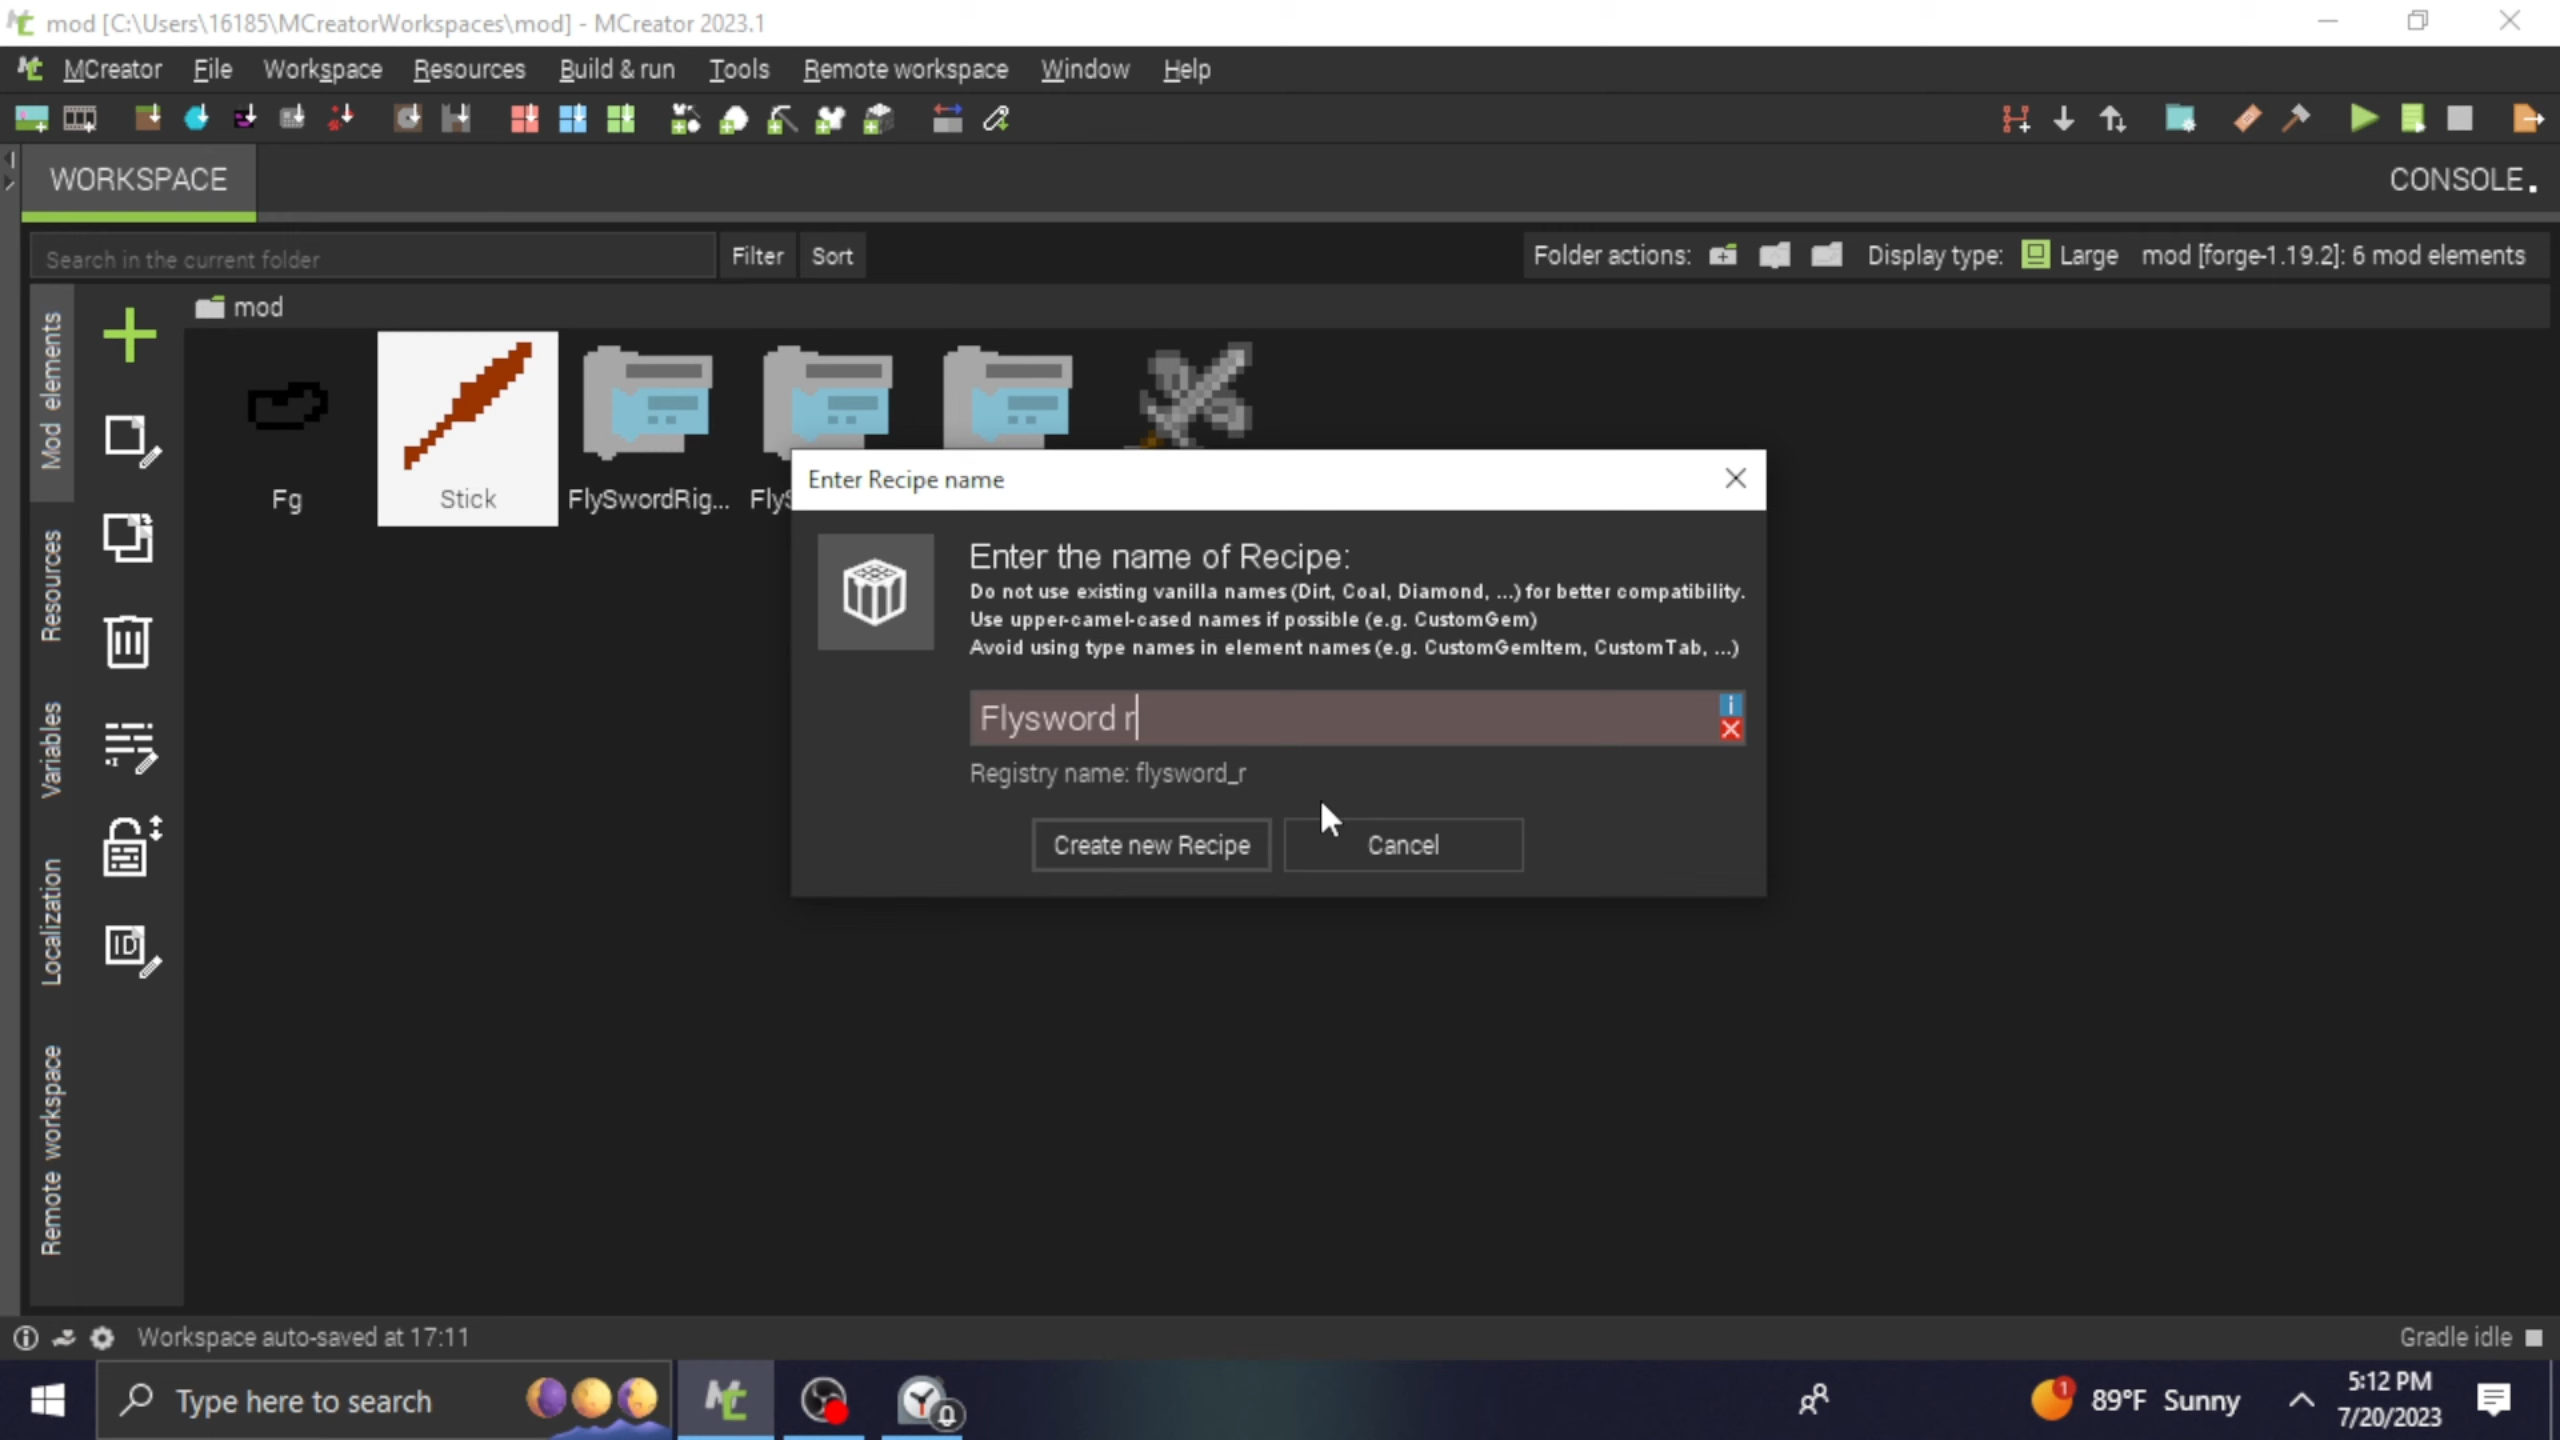 mod [C:\Users\16185\MCreatorWorkspaces\mod] - MCreator 2023.1
MCreator File Workspace Resources Build & run Tools Remote workspace Window Help
WORKSPACE
CONSOLE
Search in the current folder Filter Sort Folder actions: Display type: Large mod [forge-1.19.2]: 6 mod elements
mod
Mod elements
Resources
Variables
Localization
Remote workspace
Fg Stick FlySwordRig... FlyS
Enter Recipe name
Enter the name of Recipe:
Do not use existing vanilla names (Dirt, Coal, Diamond, ...) for better compatibility.
Use upper-camel-cased names if possible (e.g. CustomGem)
Avoid using type names in element names (e.g. CustomGemItem, CustomTab, ...)
Flysword r
Registry name: flysword_r
Create new Recipe Cancel
ID
Workspace auto-saved at 17:11 Gradle idle
Type here to search 1 89°F Sunny 5:12 PM
7/20/2023